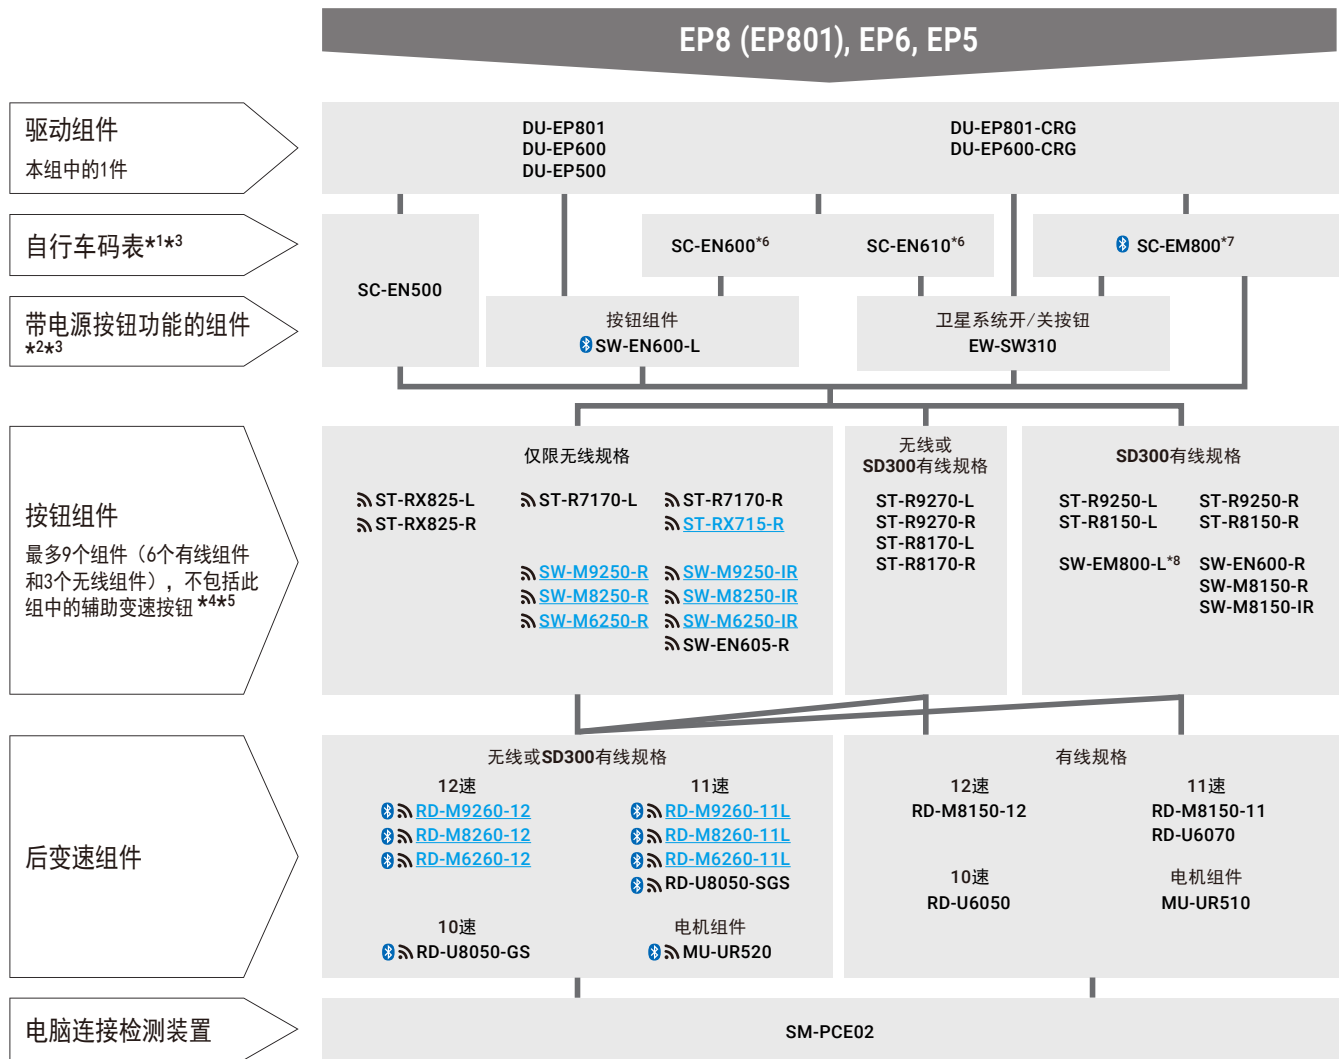 EP8 (EP801), EP6, EP5
驱动组件
本组中的1件
DU-EP801
DU-EP600
DU-EP500
DU-EP801-CRG
DU-EP600-CRG
自行车码表*1*3
SC-EN500
SC-EN600*6
SC-EN610*6
SC-EM800*7
带电源按钮功能的组件
*2*3
按钮组件
SW-EN600-L
卫星系统开/关按钮
EW-SW310
按钮组件
最多9个组件（6个有线组件
和3个无线组件），不包括此
组中的辅助变速按钮 *4*5
仅限无线规格
ST-RX825-L
ST-RX825-R
ST-R7170-L
ST-R7170-R
ST-RX715-R
SW-M9250-R
SW-M8250-R
SW-M6250-R
SW-M9250-IR
SW-M8250-IR
SW-M6250-IR
SW-EN605-R
无线或
SD300有线规格
ST-R9270-L
ST-R9270-R
ST-R8170-L
ST-R8170-R
SD300有线规格
ST-R9250-L
ST-R8150-L
SW-EM800-L*8
ST-R9250-R
ST-R8150-R
SW-EN600-R
SW-M8150-R
SW-M8150-IR
后变速组件
无线或SD300有线规格
12速
RD-M9260-12
RD-M8260-12
RD-M6260-12
11速
RD-M9260-11L
RD-M8260-11L
RD-M6260-11L
RD-U8050-SGS
10速
RD-U8050-GS
电机组件
MU-UR520
有线规格
12速
RD-M8150-12
11速
RD-M8150-11
RD-U6070
10速
RD-U6050
电机组件
MU-UR510
电脑连接检测装置
SM-PCE02